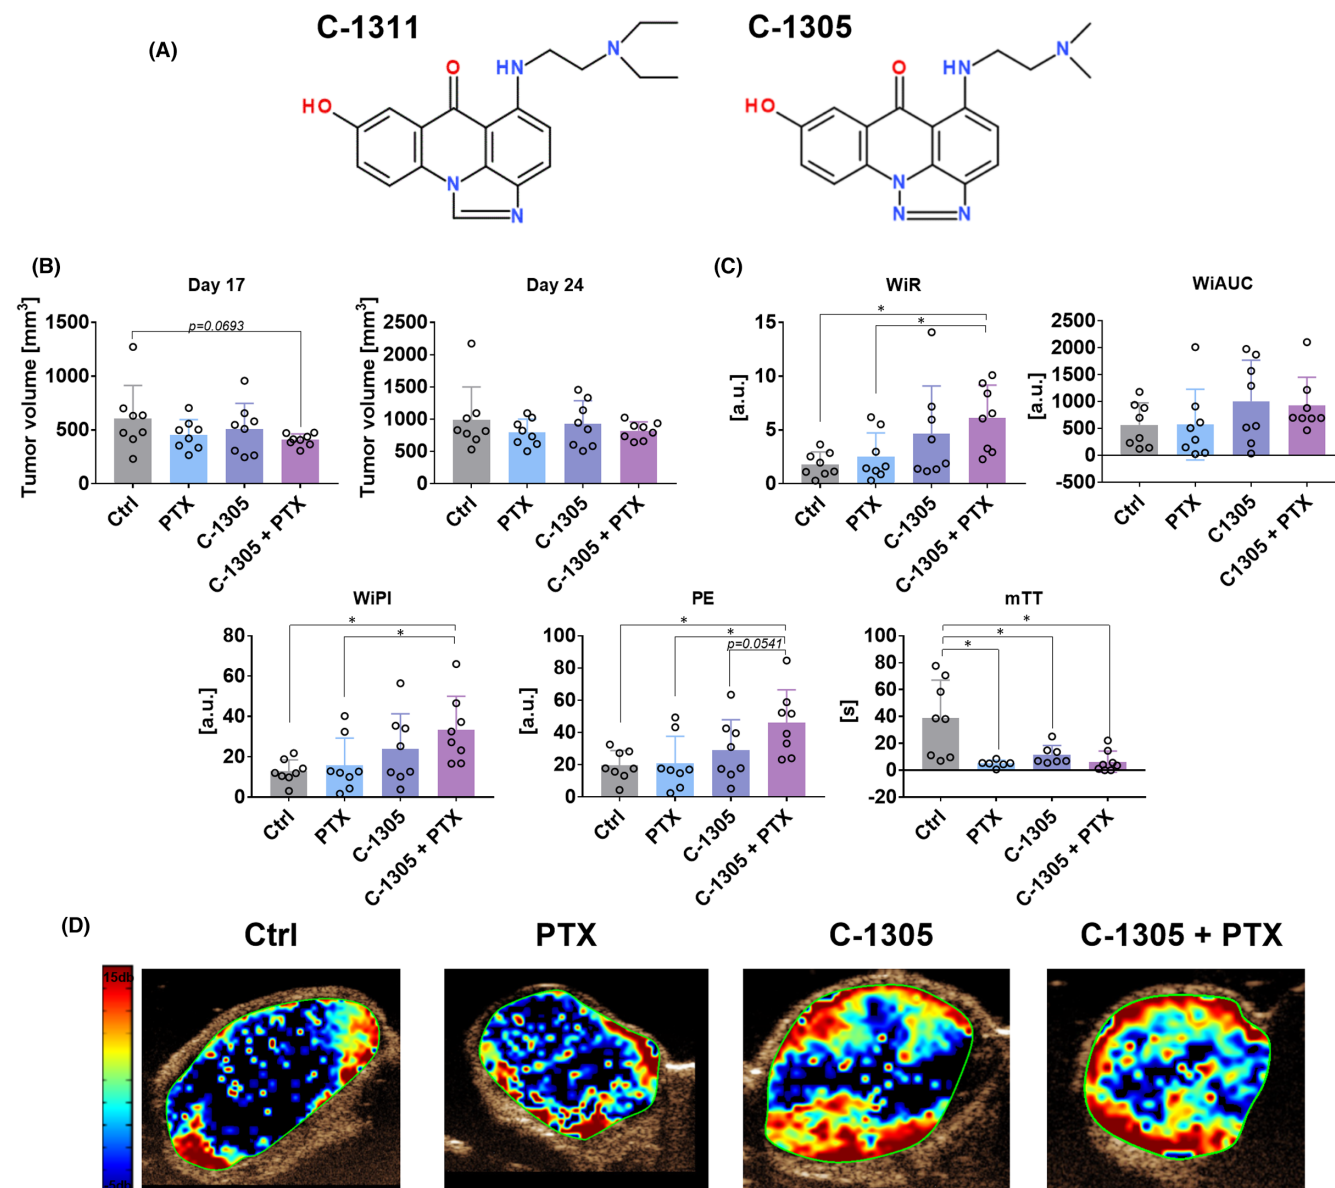 (A)
C-1311
C-1305
O
HN
N
HO
N
N
O
HN
N
HO
N
N
N
(B)
Day 17
Tumor volume [mm³]
1500
1000
500
0
p=0.0693
Ctrl
PTX
C-1305
C-1305 + PTX
Day 24
Tumor volume [mm³]
2500
2000
1500
1000
500
0
Ctrl
PTX
C-1305
C-1305 + PTX
(C)
WiR
[a.u.]
15
10
5
0
*
*
Ctrl
PTX
C-1305
C-1305 + PTX
WiAUC
[a.u.]
2500
2000
1500
1000
500
0
-500
Ctrl
PTX
C1305
C1305 + PTX
WiPI
[a.u.]
80
60
40
20
0
*
*
Ctrl
PTX
C-1305
C-1305 + PTX
PE
[a.u.]
100
80
60
40
20
0
*
*
p=0.0541
Ctrl
PTX
C-1305
C-1305 + PTX
mTT
[s]
100
80
60
40
20
0
-20
*
*
*
Ctrl
PTX
C-1305
C-1305 + PTX
(D)
Ctrl
PTX
C-1305
C-1305 + PTX
15db